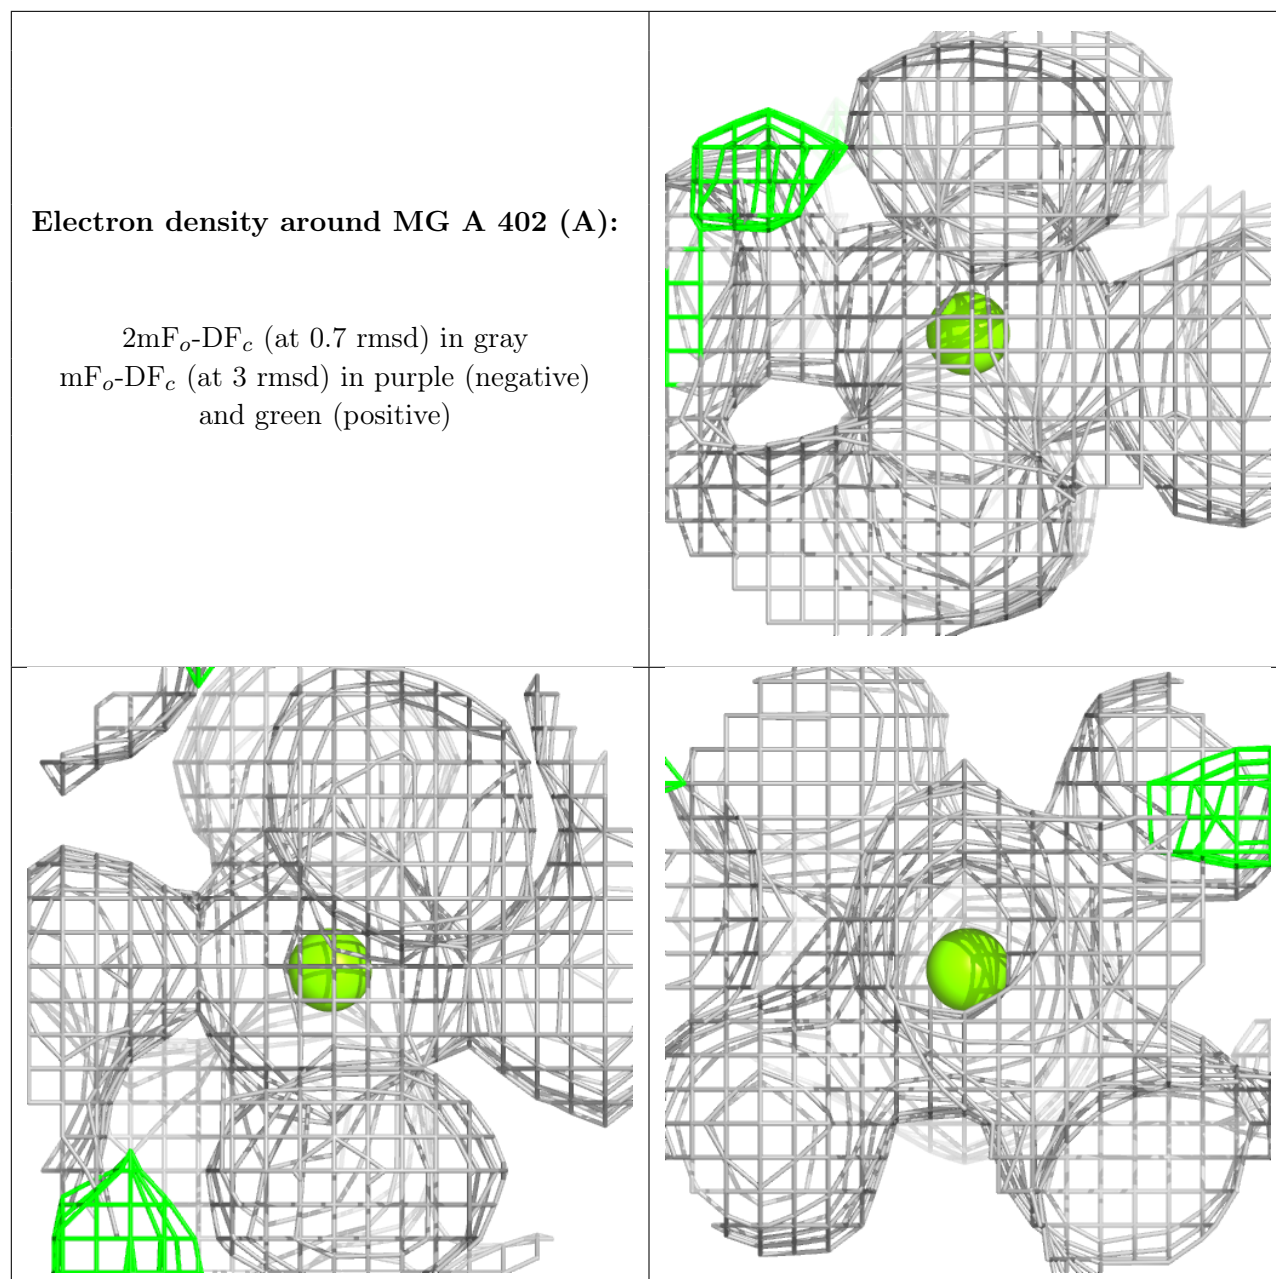 Electron density around MG A 402 (A):
2mFₒ-DF𝒸 (at 0.7 rmsd) in gray
mFₒ-DF𝒸 (at 3 rmsd) in purple (negative)
and green (positive)